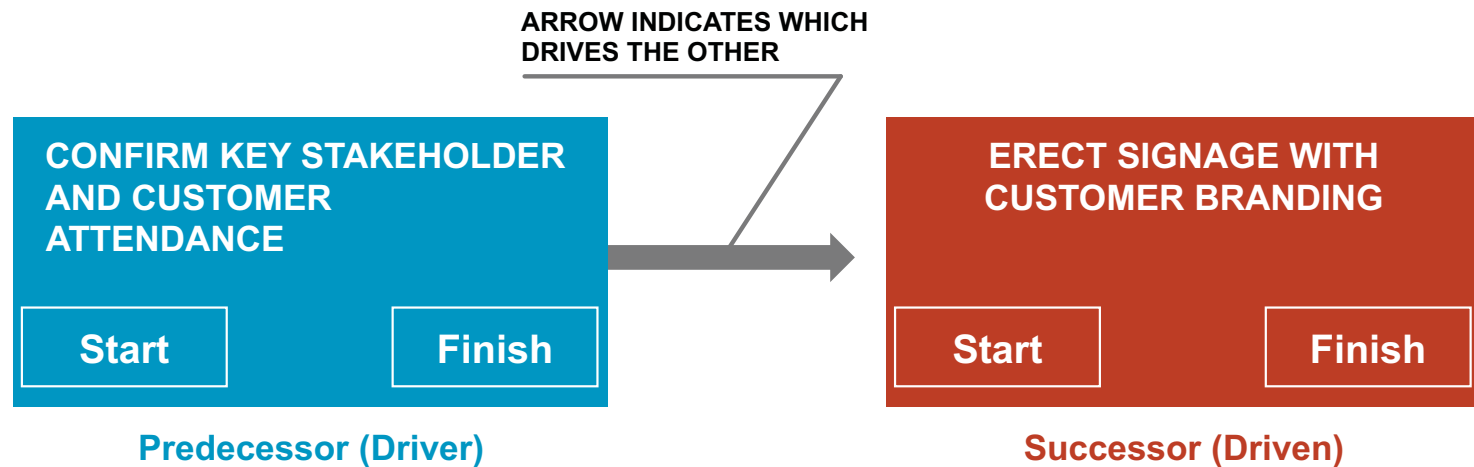 ARROW INDICATES WHICH
DRIVES THE OTHER
CONFIRM KEY STAKEHOLDER
AND CUSTOMER
ATTENDANCE
Start
Finish
Predecessor (Driver)
ERECT SIGNAGE WITH
CUSTOMER BRANDING
Start
Finish
Successor (Driven)